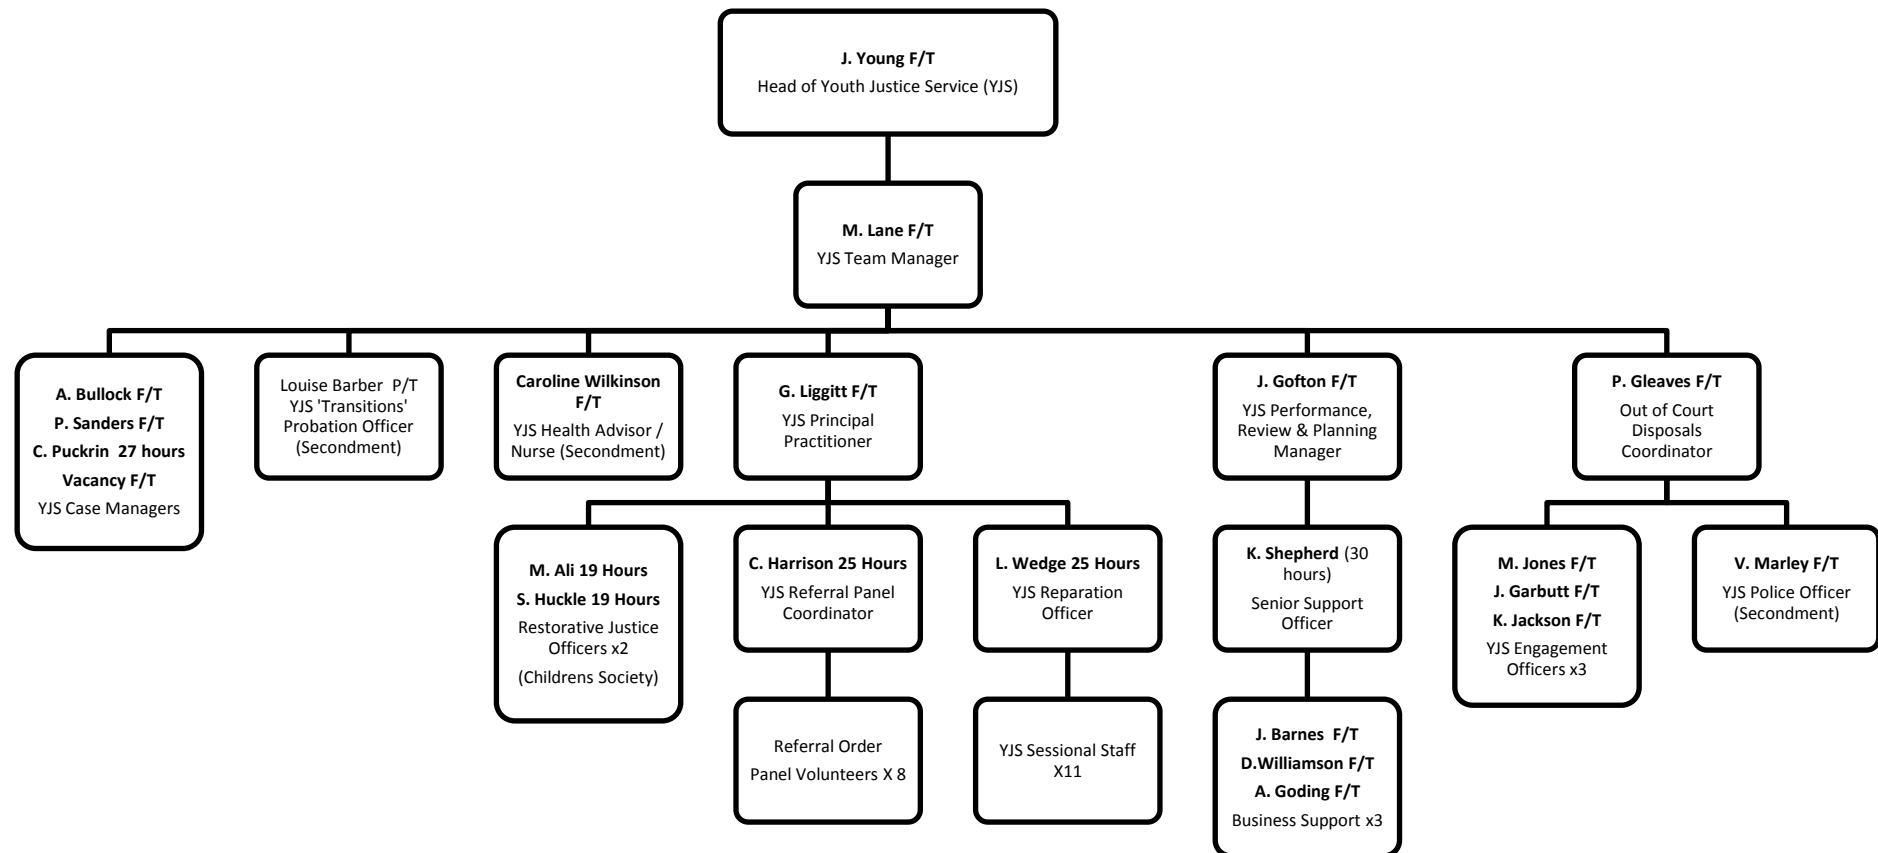 J. Young F/T
Head of Youth Justice Service (YJS)
M. Lane F/T
YJS Team Manager
A. Bullock F/T
P. Sanders F/T
C. Puckrin  27 hours
Vacancy F/T
YJS Case Managers
Louise Barber  P/T
YJS 'Transitions'
Probation Officer
(Secondment)
Caroline Wilkinson
F/T
YJS Health Advisor /
Nurse (Secondment)
G. Liggitt F/T
YJS Principal
Practitioner
J. Gofton F/T
YJS Performance,
Review & Planning
Manager
P. Gleaves F/T
Out of Court
Disposals
Coordinator
M. Ali 19 Hours
S. Huckle 19 Hours
Restorative Justice
Officers x2
(Childrens Society)
C. Harrison 25 Hours
YJS Referral Panel
Coordinator
L. Wedge 25 Hours
YJS Reparation
Officer
K. Shepherd (30
hours)
Senior Support
Officer
M. Jones F/T
J. Garbutt F/T
K. Jackson F/T
YJS Engagement
Officers x3
V. Marley F/T
YJS Police Officer
(Secondment)
Referral Order
Panel Volunteers X 8
YJS Sessional Staff
X11
J. Barnes  F/T
D.Williamson F/T
A. Goding F/T
Business Support x3